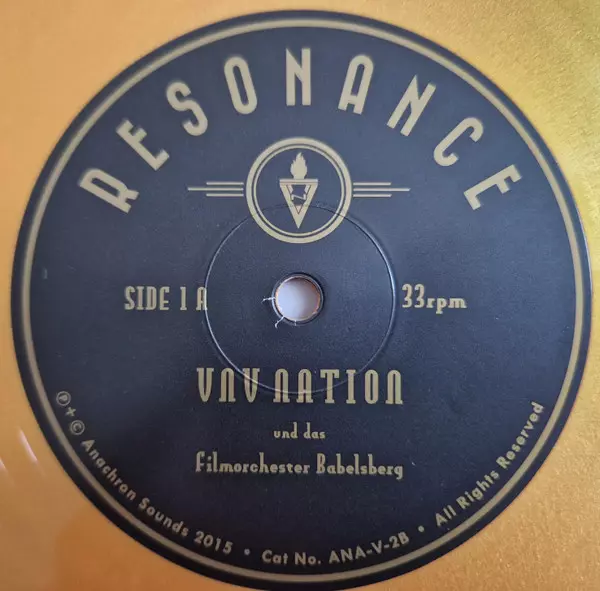 RESONANCE
SIDE 1 A
33rpm
VNV NATION
und das
Filmorchester Babelsberg
℗ + © Anachron Sounds 2015 • Cat No. ANA-V-2B • All Rights Reserved